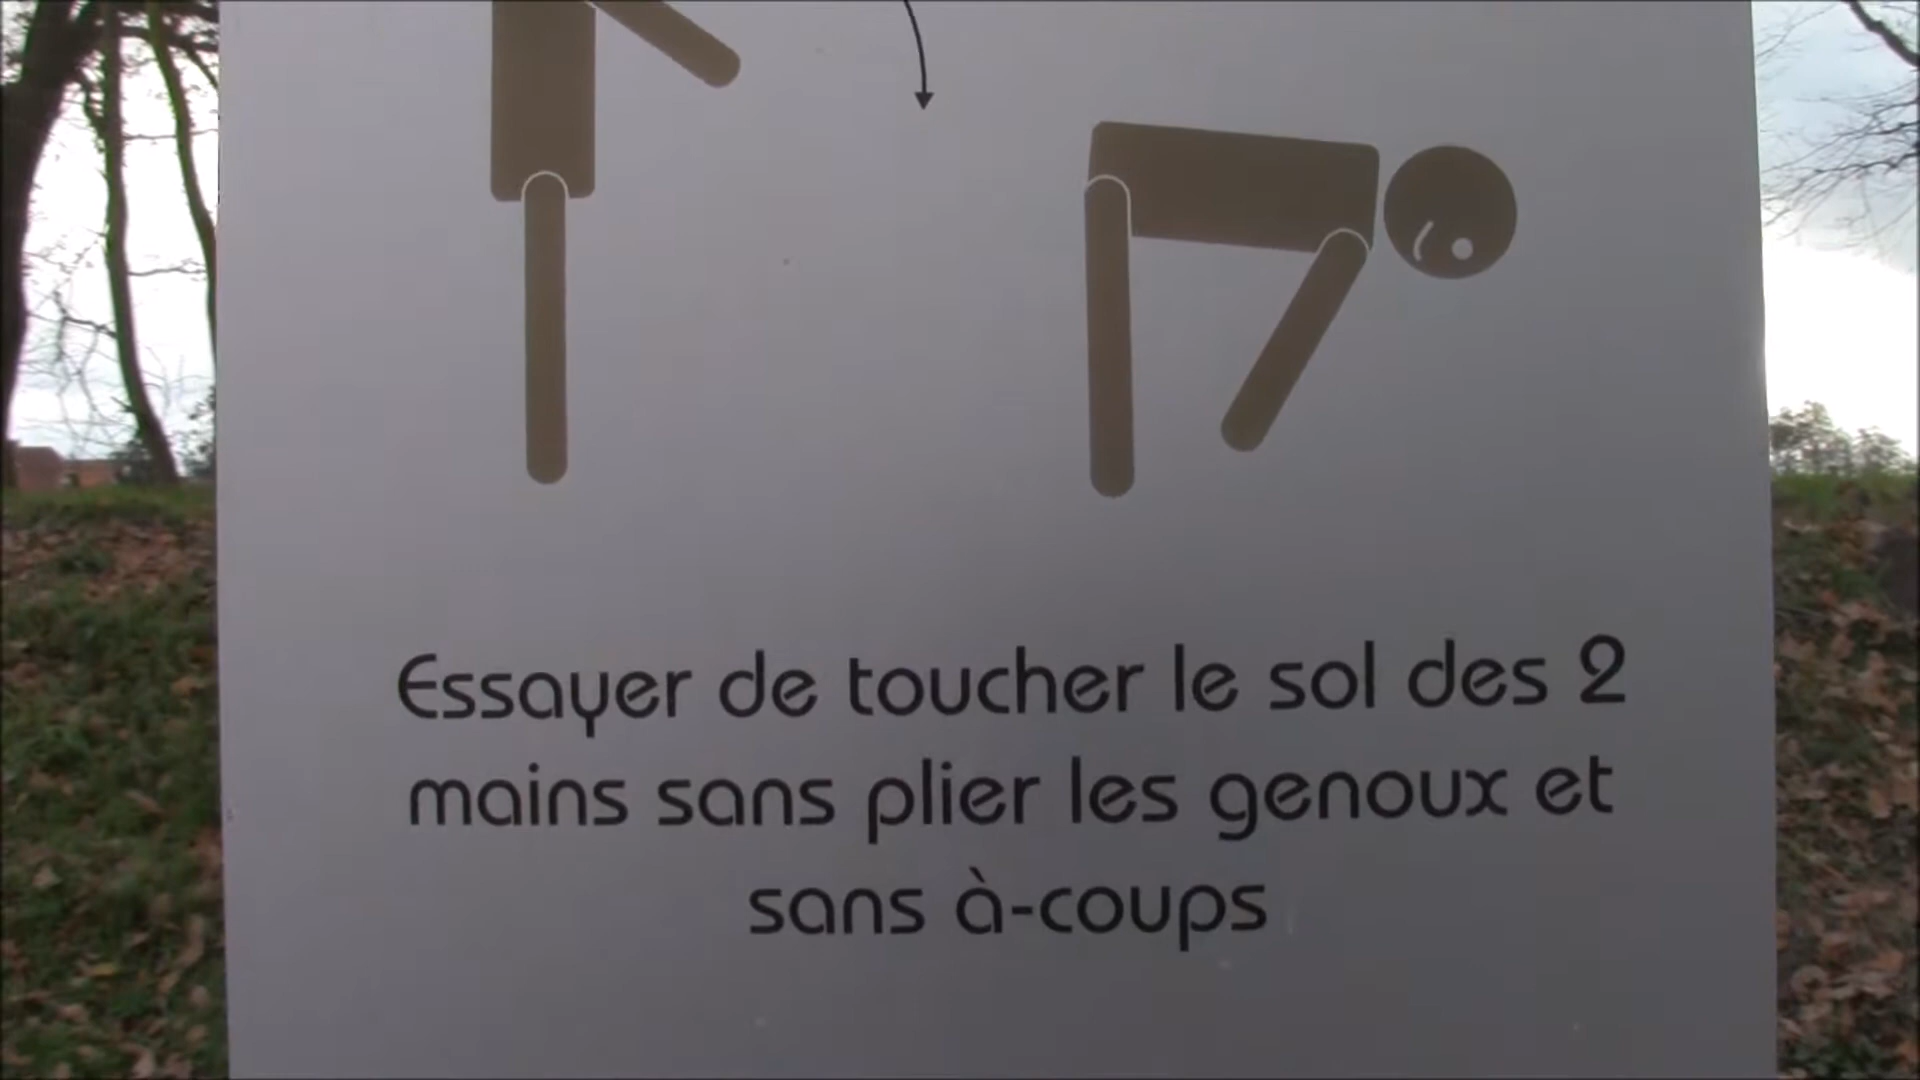 Essayer de toucher le sol des 2
mains sans plier les genoux et
sans à-coups